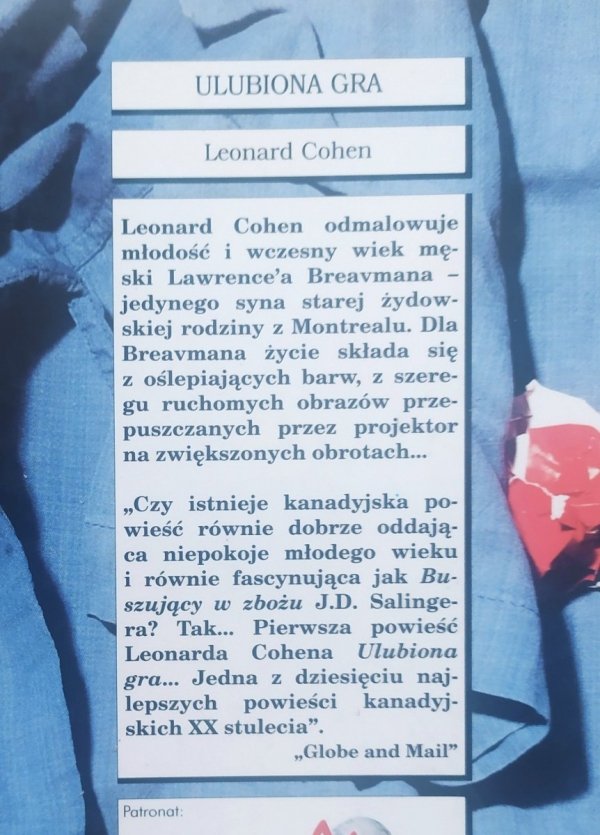 ULUBIONA GRA
Leonard Cohen
Leonard Cohen odmalowuje
młodość i wczesny wiek mę-
ski Lawrence’a Breavmana –
jedynego syna starej żydow-
skiej rodziny z Montrealu. Dla
Breavmana życie składa się
z oślepiających barw, z szere-
gu ruchomych obrazów prze-
puszczanych przez projektor
na zwiększonych obrotach...
„Czy istnieje kanadyjska po-
wieść równie dobrze oddają-
ca niepokoje młodego wieku
i równie fascynująca jak Bu-
szujący w zbożu J.D. Salinge-
ra? Tak... Pierwsza powieść
Leonarda Cohena Ulubiona
gra... Jedna z dziesięciu naj-
lepszych powieści kanadyj-
skich XX stulecia”.
„Globe and Mail”
Patronat: